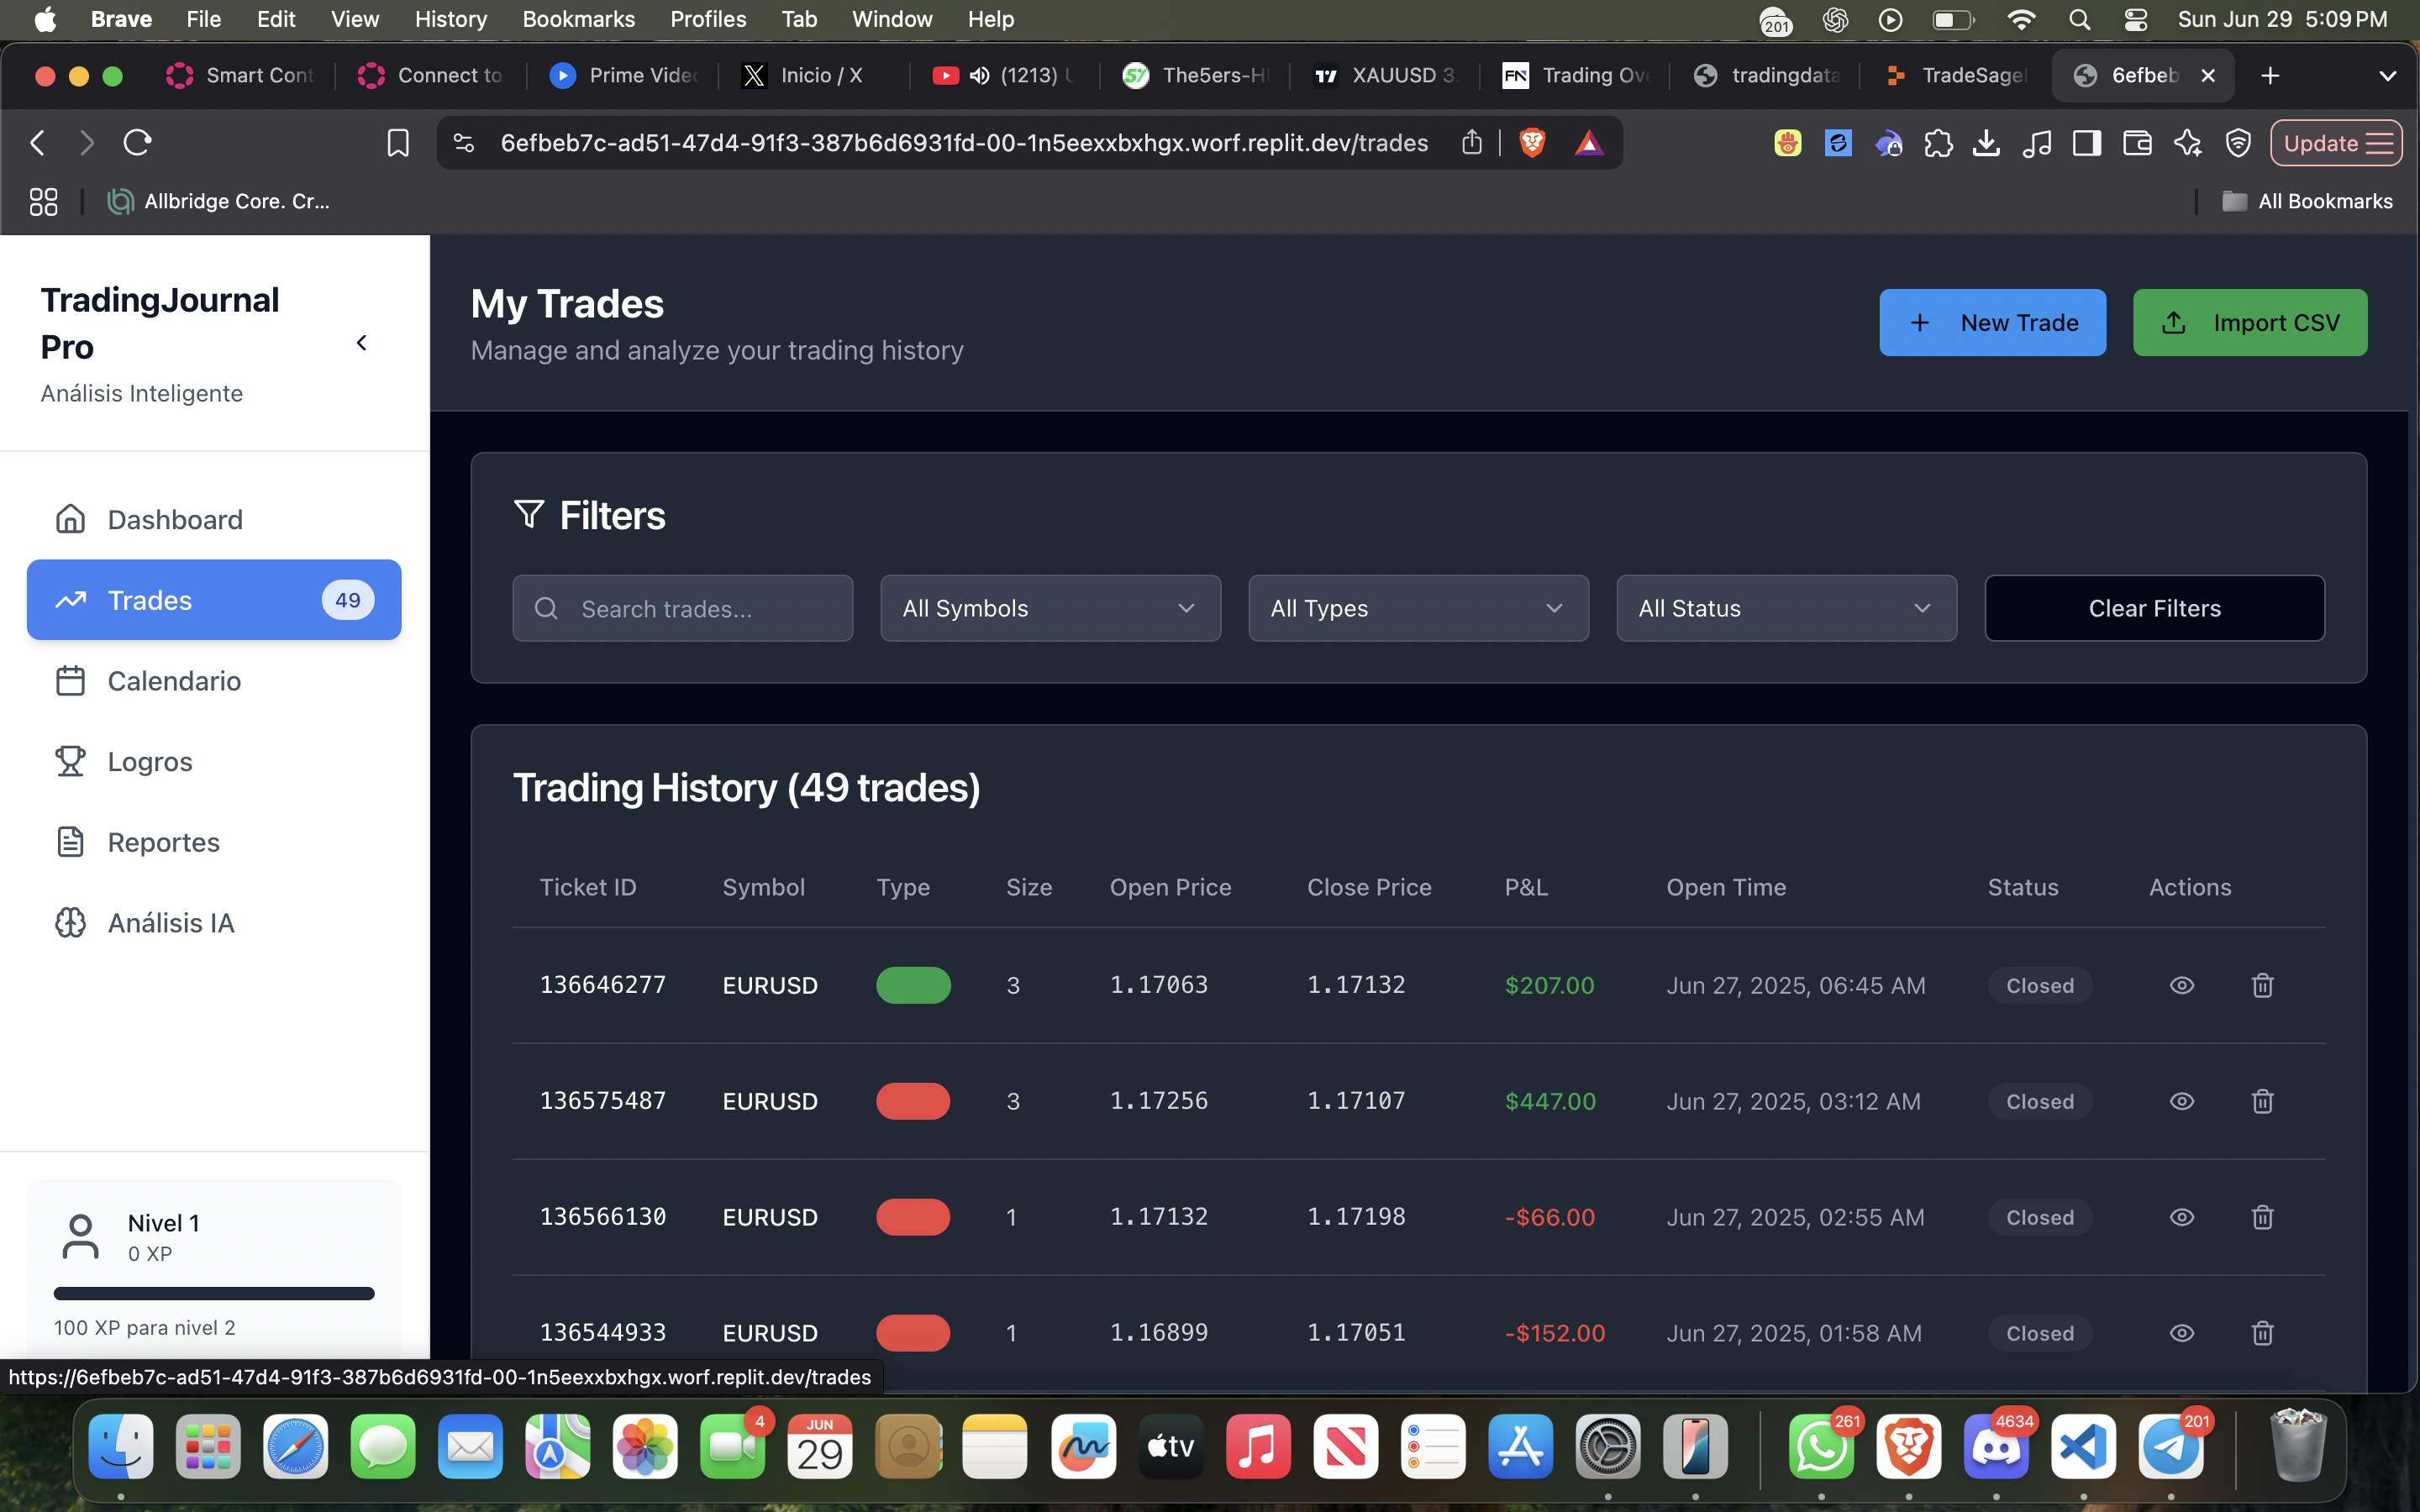 Brave File Edit View History Bookmarks Profiles Tab Window Help
201
Sun Jun 29 5:09 PM
Smart Cont
Connect to
Prime Video
Inicio / X
(1213)
The5ers-H
XAUUSD 3.
FN
Trading Ov
tradingdata
TradeSage
6efbeb
6efbeb7c-ad51-47d4-91f3-387b6d6931fd-00-1n5eexxbxhgx.worf.replit.dev/trades
Update
Allbridge Core. Cr...
All Bookmarks
TradingJournal
Pro
Análisis Inteligente
Dashboard
Trades 49
Calendario
Logros
Reportes
Análisis IA
Nivel 1
0 XP
100 XP para nivel 2
My Trades
Manage and analyze your trading history
New Trade
Import CSV
Filters
Search trades...
All Symbols
All Types
All Status
Clear Filters
Trading History (49 trades)
Ticket ID Symbol Type Size Open Price Close Price P&L Open Time Status Actions
136646277 EURUSD 3 1.17063 1.17132 $207.00 Jun 27, 2025, 06:45 AM Closed
136575487 EURUSD 3 1.17256 1.17107 $447.00 Jun 27, 2025, 03:12 AM Closed
136566130 EURUSD 1 1.17132 1.17198 -$66.00 Jun 27, 2025, 02:55 AM Closed
136544933 EURUSD 1 1.16899 1.17051 -$152.00 Jun 27, 2025, 01:58 AM Closed
https://6efbeb7c-ad51-47d4-91f3-387b6d6931fd-00-1n5eexxbxhgx.worf.replit.dev/trades
4
JUN
29
tv
261
4634
201